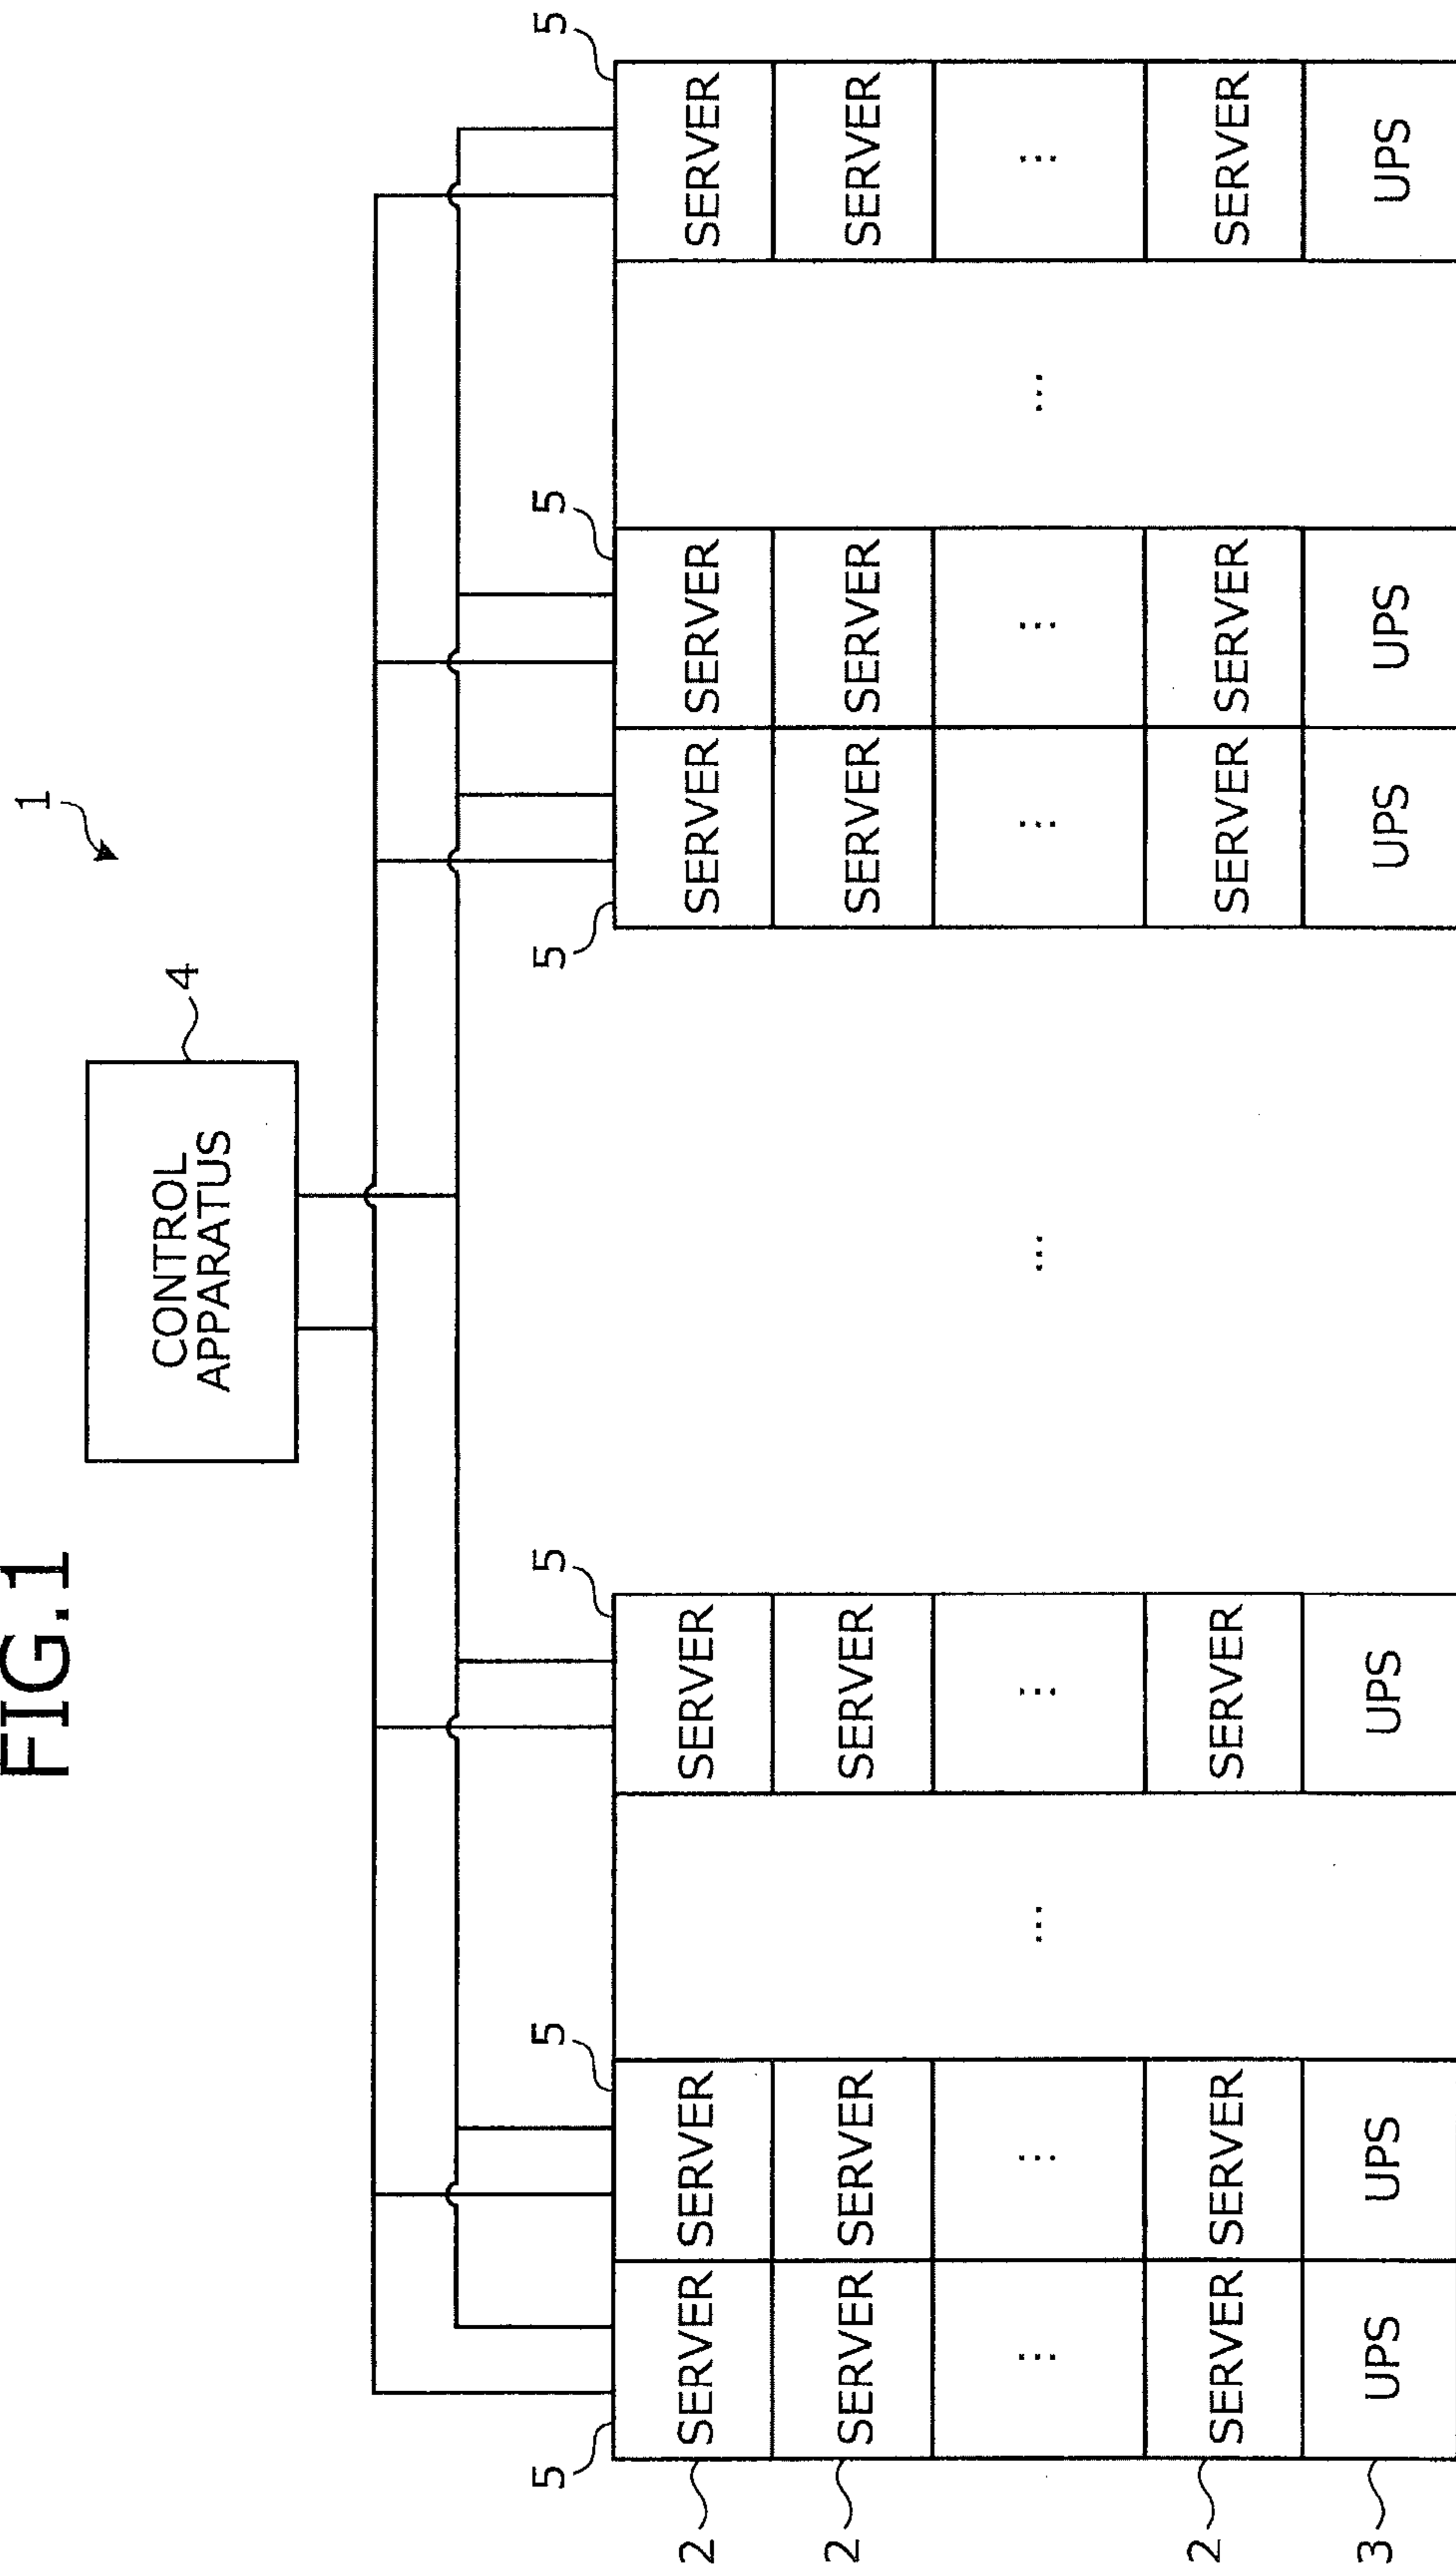 FIG.1
1
CONTROL
APPARATUS
4
5 5 5 5 5 5
2 SERVER SERVER SERVER SERVER SERVER SERVER
2 SERVER SERVER SERVER SERVER SERVER SERVER
... ... ... ... ... ... ... ... ...
2 SERVER SERVER SERVER SERVER SERVER SERVER
3 UPS UPS UPS UPS UPS UPS